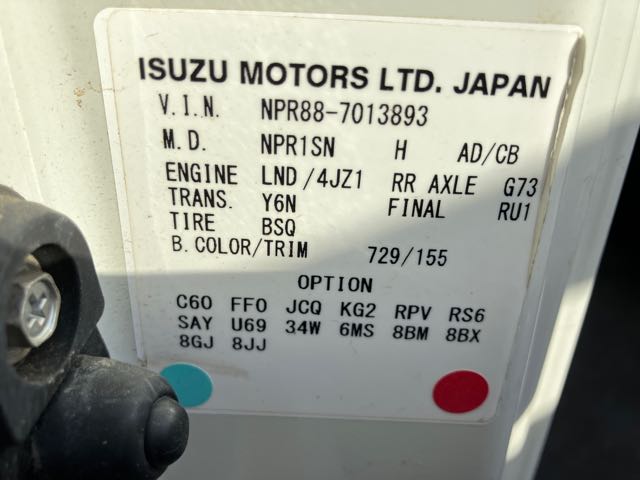 ISUZU MOTORS LTD. JAPAN
V.I.N. NPR88-7013893
M.D. NPR1SN H AD/CB
ENGINE LND/4JZ1 RR AXLE G73
TRANS. Y6N FINAL RU1
TIRE BSQ
B.COLOR/TRIM 729/155
OPTION
C60 FF0 JCQ KG2 RPV RS6
SAY U69 34W 6MS 8BM 8BX
8GJ 8JJ